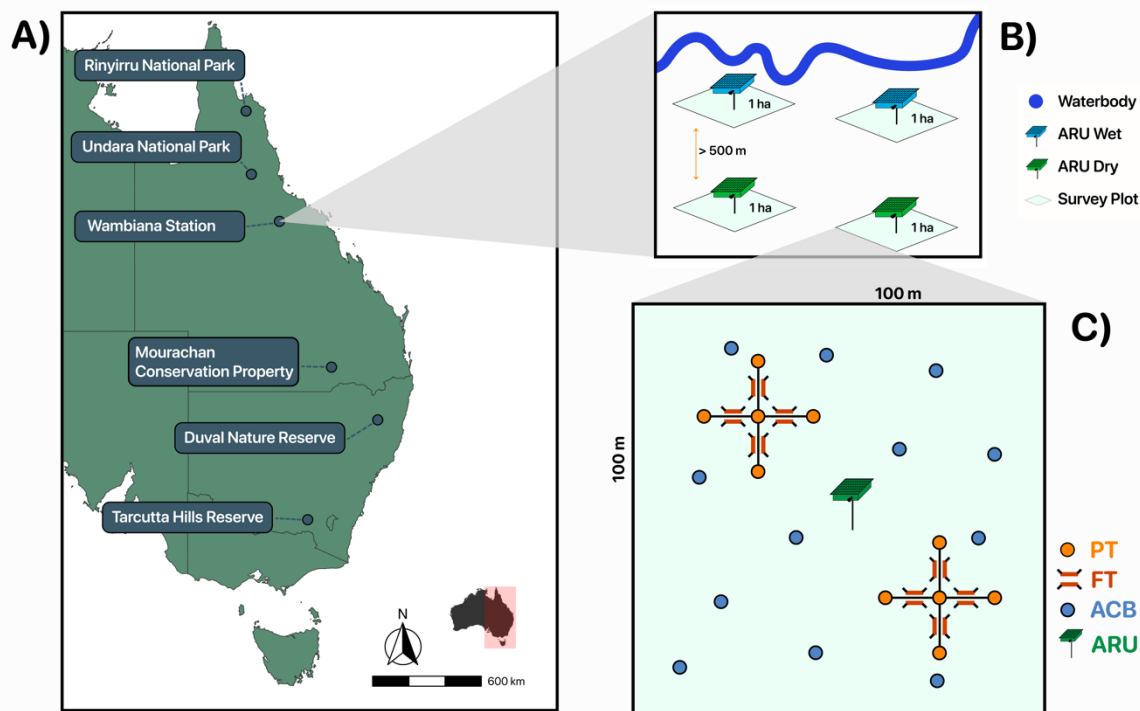 A)
Rinyirru National Park
Undara National Park
Wambiana Station
Mourachan
Conservation Property
Duval Nature Reserve
Tarcutta Hills Reserve
N
600 km
B)
1 ha
1 ha
> 500 m
1 ha
1 ha
Waterbody
ARU Wet
ARU Dry
Survey Plot
100 m
C)
100 m
PT
FT
ACB
ARU